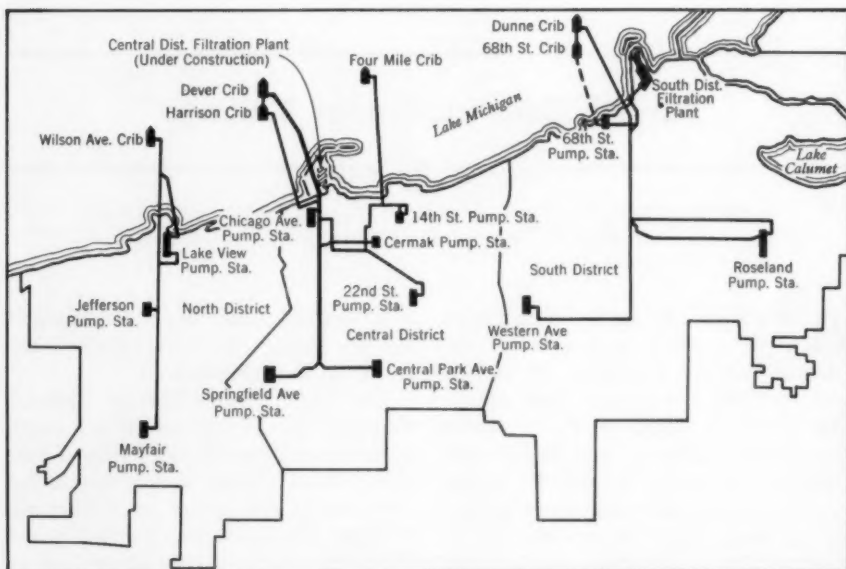 Dunne Crib
68th St. Crib
Central Dist. Filtration Plant
(Under Construction)
Four Mile Crib
Dever Crib
Harrison Crib
Lake Michigan
South Dist.
Filtration
Plant
Wilson Ave. Crib
68th St.
Pump. Sta.
Lake
Calumet
Chicago Ave.
Pump. Sta.
14th St. Pump. Sta.
Cermak Pump. Sta.
Lake View
Pump. Sta.
Roseland
Pump. Sta.
South District
22nd St.
Pump. Sta.
Jefferson
Pump. Sta.
North District
Central District
Western Ave
Pump. Sta.
Springfield Ave
Pump. Sta.
Central Park Ave.
Pump. Sta.
Mayfair
Pump. Sta.